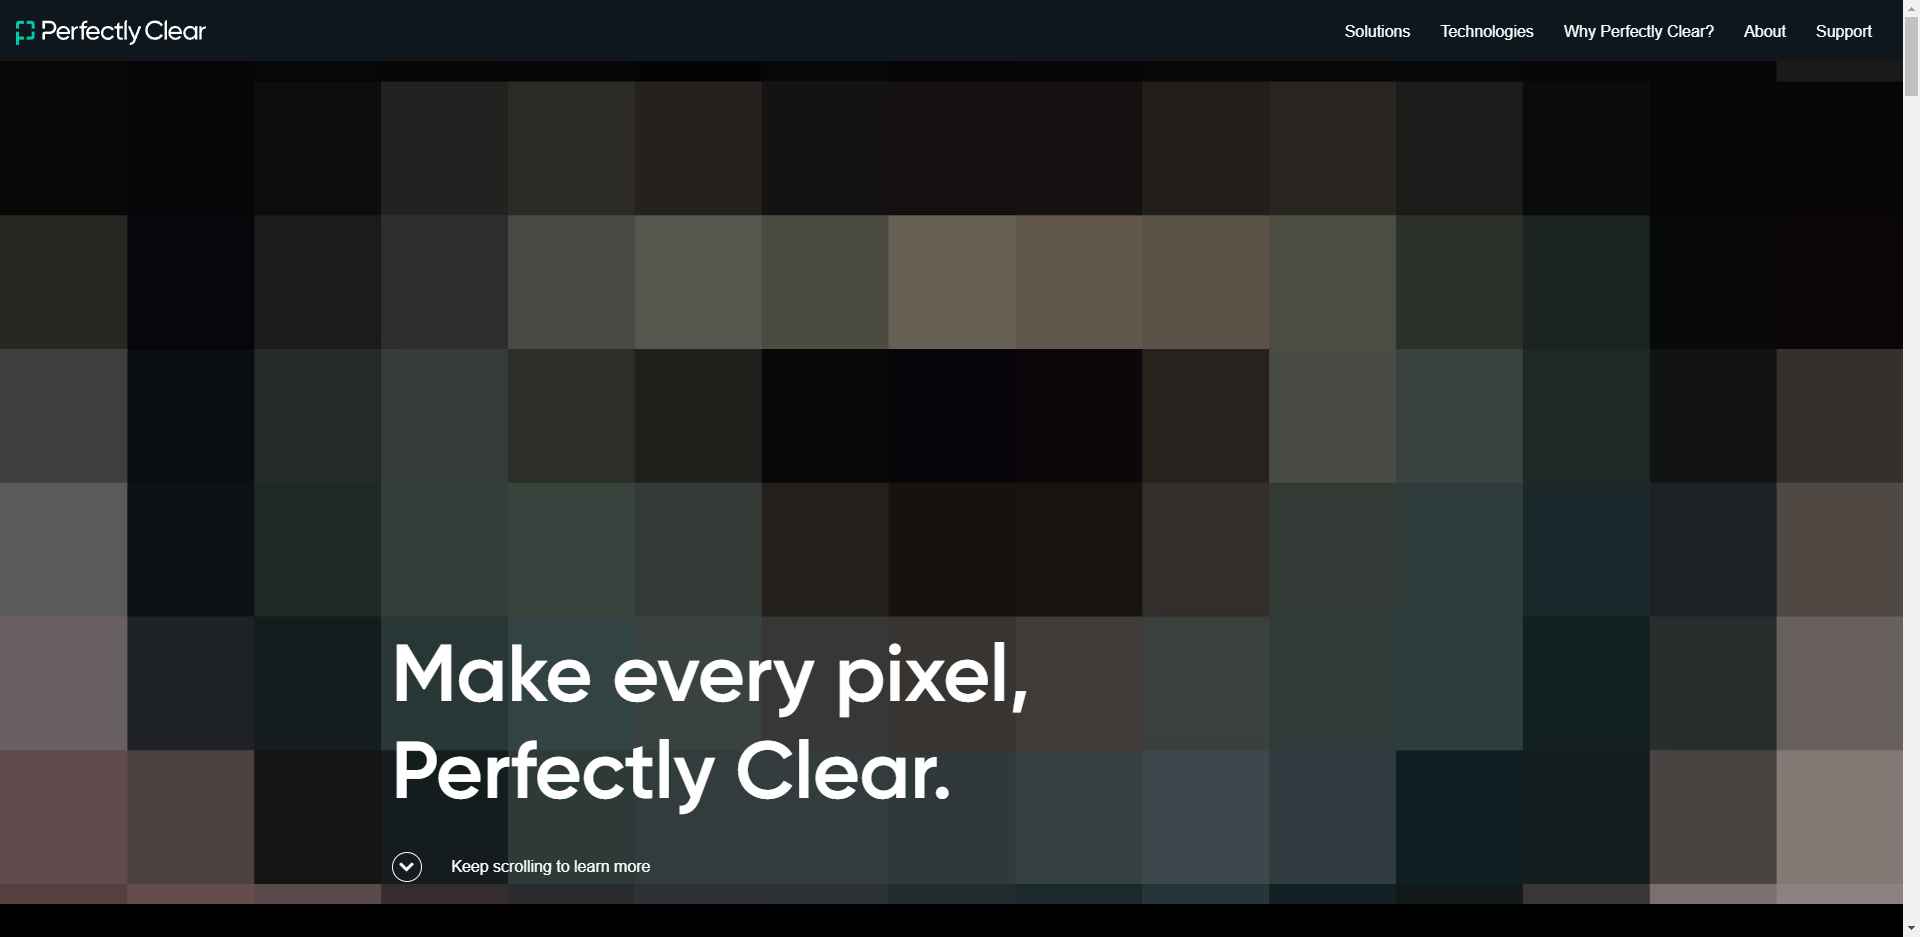 Perfectly Clear
Solutions Technologies Why Perfectly Clear? About Support
Make every pixel,
Perfectly Clear.
Keep scrolling to learn more